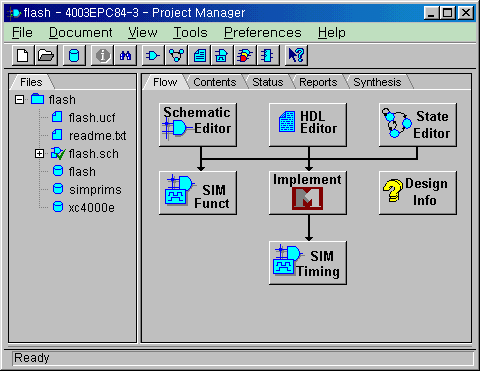 flash - 4003EPC84-3 - Project Manager
File Document View Tools Preferences Help
Files
flash
flash.ucf
readme.txt
flash.sch
flash
simprims
xc4000e
Flow Contents Status Reports Synthesis
Schematic
Editor
HDL
Editor
State
Editor
SIM
Funct
Implement
Design
Info
SIM
Timing
Ready